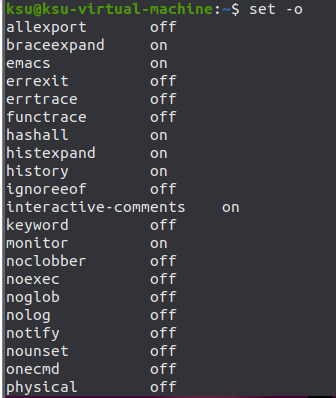 ksu@ksu-virtual-machine:~$ set -o
allexport off
braceexpand on
emacs on
errexit off
errtrace off
functrace off
hashall on
histexpand on
history on
ignoreeof off
interactive-comments on
keyword off
monitor on
noclobber off
noexec off
noglob off
nolog off
notify off
nounset off
onecmd off
physical off